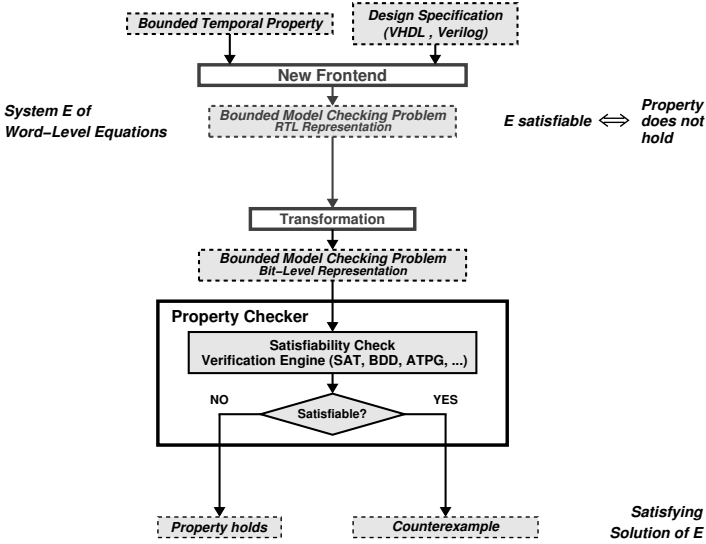 Bounded Temporal Property
Design Specification
(VHDL , Verilog)
New Frontend
System E of
Word−Level Equations
Bounded Model Checking Problem
RTL Representation
E satisfiable ⇔ Property
does not
hold
Transformation
Bounded Model Checking Problem
Bit−Level Representation
Property Checker
Satisfiability Check
Verification Engine (SAT, BDD, ATPG, ...)
NO
YES
Satisfiable?
Property holds
Counterexample
Satisfying
Solution of E